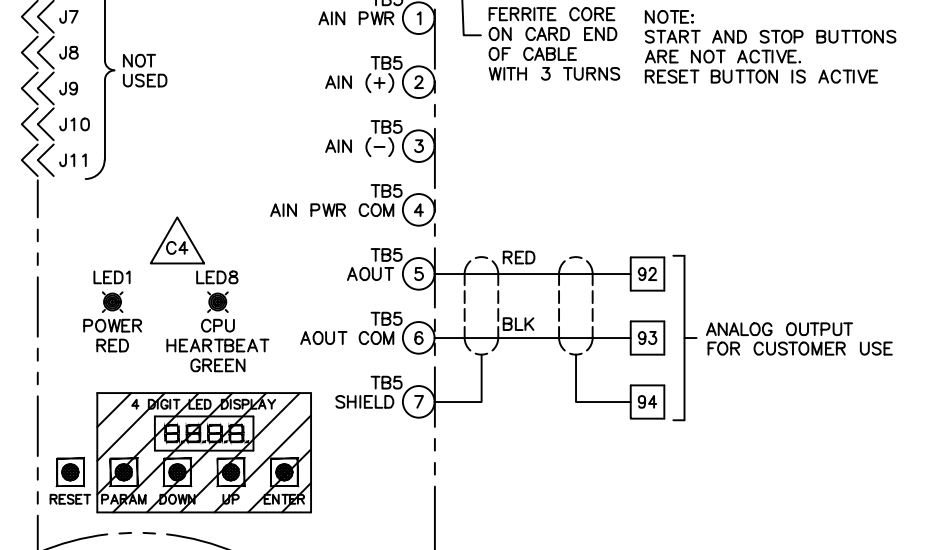 J7
J8
J9
J10
J11
NOT
USED
TB5
AIN PWR 1
TB5
AIN (+) 2
TB5
AIN (-) 3
TB5
AIN PWR COM 4
TB5
AOUT 5
TB5
AOUT COM 6
TB5
SHIELD 7
FERRITE CORE
ON CARD END
OF CABLE
WITH 3 TURNS
NOTE:
START AND STOP BUTTONS
ARE NOT ACTIVE.
RESET BUTTON IS ACTIVE
C4
LED1
POWER
RED
LED8
CPU
HEARTBEAT
GREEN
RED
BLK
92
93
94
ANALOG OUTPUT
FOR CUSTOMER USE
4 DIGIT LED DISPLAY
8.8.8.8.
RESET PARAM DOWN UP ENTER